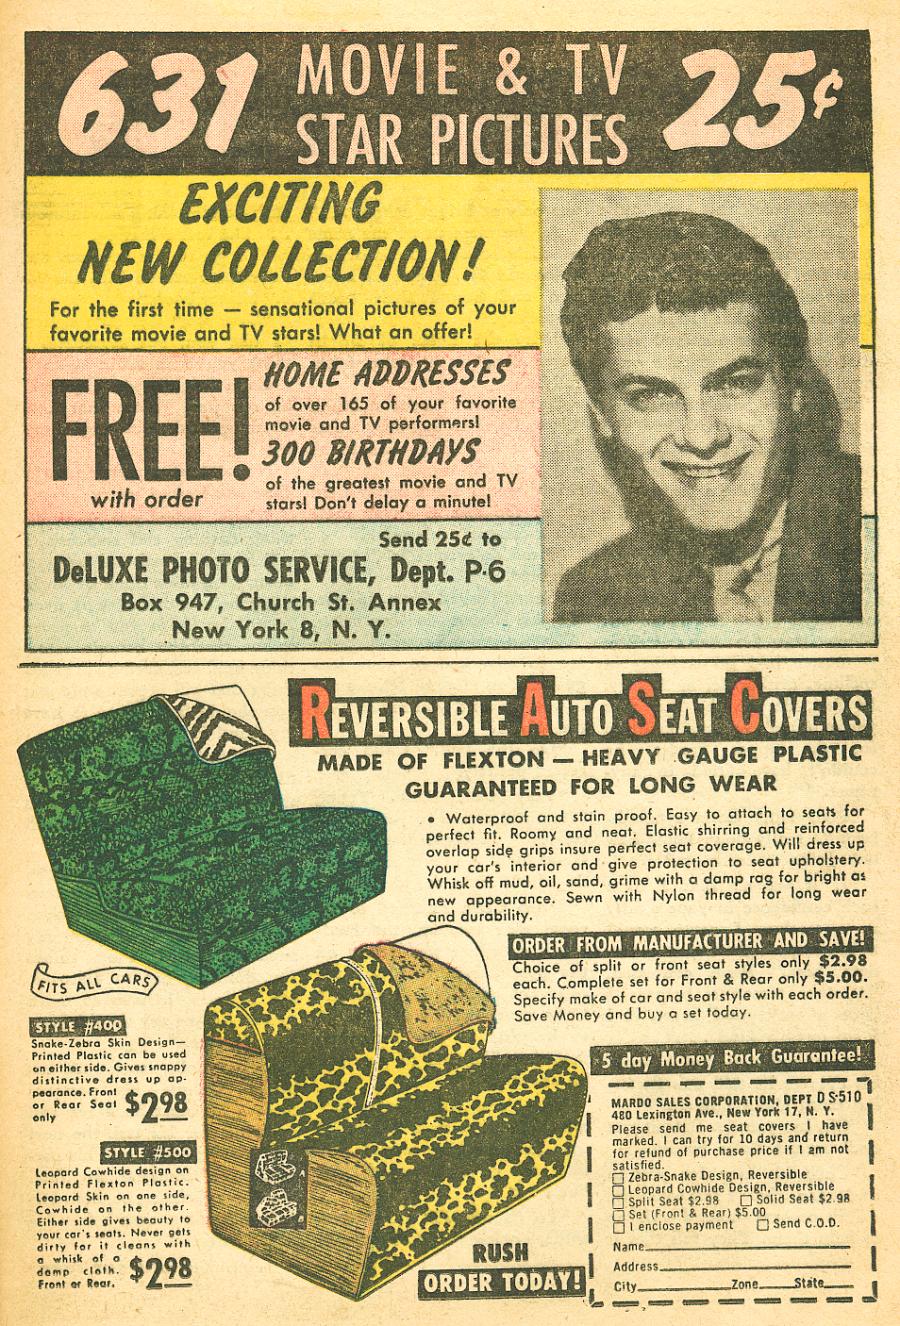 631 MOVIE & TV STAR PICTURES 25¢
EXCITING
NEW COLLECTION!
For the first time — sensational pictures of your
favorite movie and TV stars! What an offer!
FREE!
with order
HOME ADDRESSES
of over 165 of your favorite
movie and TV performers!
300 BIRTHDAYS
of the greatest movie and TV
stars! Don't delay a minute!
Send 25¢ to
DeLUXE PHOTO SERVICE, Dept. P-6
Box 947, Church St. Annex
New York 8, N. Y.
REVERSIBLE AUTO SEAT COVERS
MADE OF FLEXTON — HEAVY GAUGE PLASTIC
GUARANTEED FOR LONG WEAR
• Waterproof and stain proof. Easy to attach to seats for
perfect fit. Roomy and neat. Elastic shirring and reinforced
overlap side grips insure perfect seat coverage. Will dress up
your car's interior and give protection to seat upholstery.
Whisk off mud, oil, sand, grime with a damp rag for bright as
new appearance. Sewn with Nylon thread for long wear
and durability.
ORDER FROM MANUFACTURER AND SAVE!
Choice of split or front seat styles only $2.98
each. Complete set for Front & Rear only $5.00.
Specify make of car and seat style with each order.
Save Money and buy a set today.
FITS ALL CARS
STYLE #400
Snake-Zebra Skin Design—
Printed Plastic can be used
on either side. Gives snappy
distinctive dress up ap-
pearance. Front
or Rear Seat
only $2.98
STYLE #500
Leopard Cowhide design on
Printed Flexton Plastic.
Leopard Skin on one side,
Cowhide on the other.
Either side gives beauty to
your car's seats. Never gets
dirty for it cleans with
a whisk of a
damp cloth.
Front or Rear. $2.98
RUSH
ORDER TODAY!
5 day Money Back Guarantee!
MARDO SALES CORPORATION, DEPT D S-510
480 Lexington Ave., New York 17, N. Y.
Please send me seat covers I have
marked. I can try for 10 days and return
for refund of purchase price if I am not
satisfied.
Zebra-Snake Design, Reversible
Leopard Cowhide Design, Reversible
Split Seat $2.98 Solid Seat $2.98
Set (Front & Rear) $5.00
I enclose payment Send C.O.D.
Name
Address
City Zone State